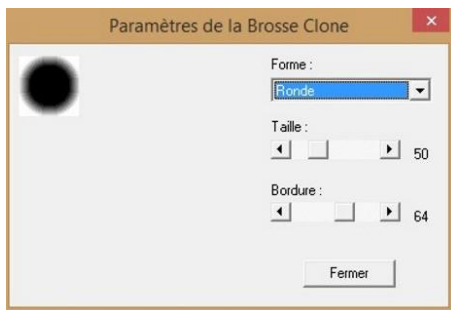 Paramètres de la Brosse Clone
Forme :
Ronde
Taille :
50
Bordure :
64
Fermer